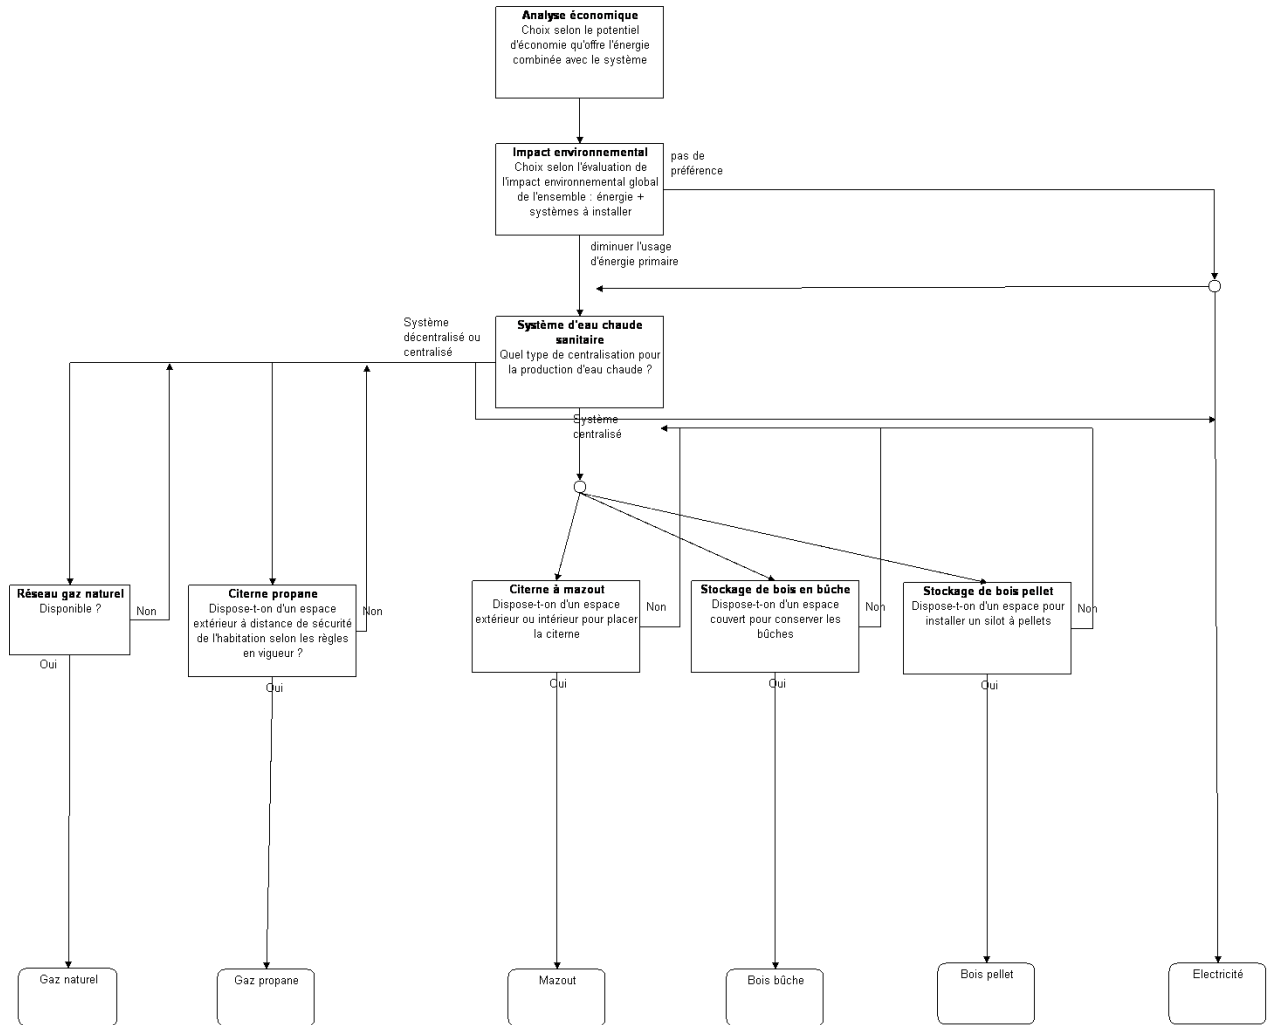 Analyse économique
Choix selon le potentiel
d'économie qu'offre l'énergie
combinée avec le système
Impact environnemental
Choix selon l'évaluation de
l'impact environnemental global
de l'ensemble : énergie +
systèmes à installer
pas de
préférence
diminuer l'usage
d'énergie primaire
Système
décentralisé ou
centralisé
Système d'eau chaude
sanitaire
Quel type de centralisation pour
la production d'eau chaude ?
Système
centralisé
Réseau gaz naturel
Disponible ?
Non
Oui
Citerne propane
Dispose-t-on d'un espace
extérieur à distance de sécurité
de l'habitation selon les règles
en vigueur ?
Non
Oui
Citerne à mazout
Dispose-t-on d'un espace
extérieur ou intérieur pour placer
la citerne
Non
Oui
Stockage de bois en bûche
Dispose-t-on d'un espace
couvert pour conserver les
bûches
Non
Oui
Stockage de bois pellet
Dispose-t-on d'un espace pour
installer un silot à pellets
Non
Oui
Gaz naturel
Gaz propane
Mazout
Bois bûche
Bois pellet
Electricité